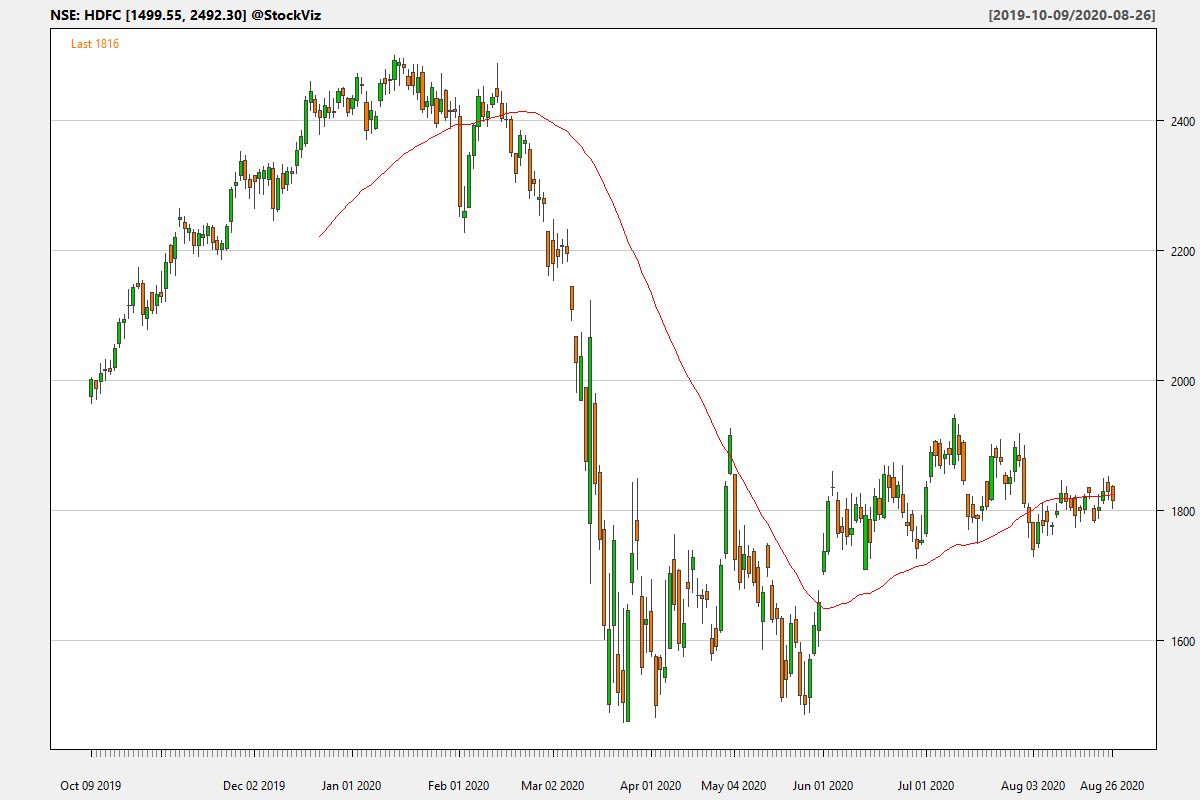 NSE: HDFC [1499.55, 2492.30] @StockViz [2019-10-09/2020-08-26]
Last 1816
2400
2200
2000
1800
1600
Oct 09 2019 Dec 02 2019 Jan 01 2020 Feb 01 2020 Mar 02 2020 Apr 01 2020 May 04 2020 Jun 01 2020 Jul 01 2020 Aug 03 2020 Aug 26 2020